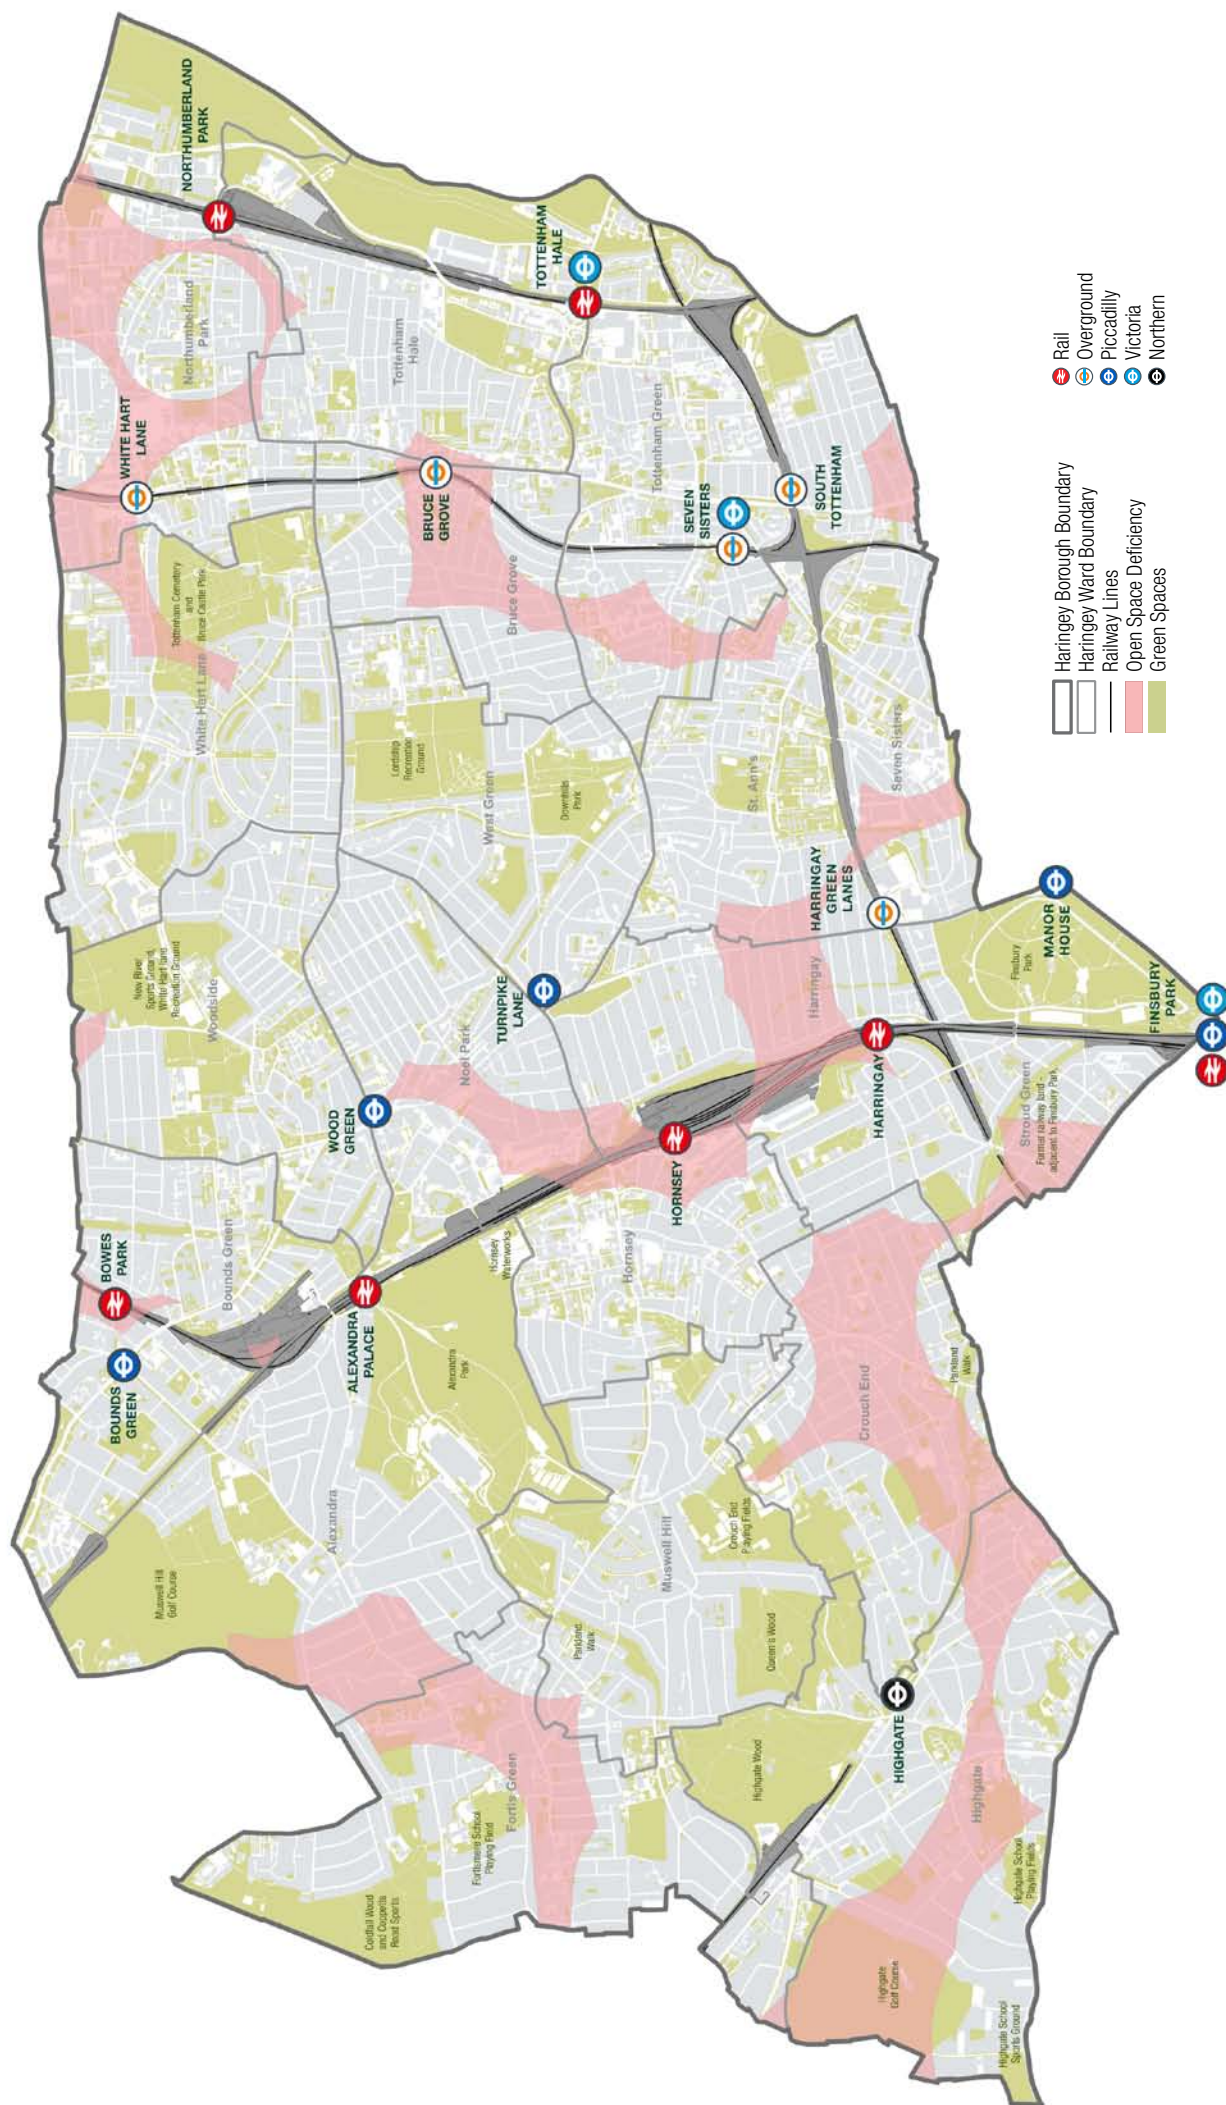 NORTHUMBERLAND
PARK
Northumberland
Park
WHITE HART
LANE
TOTTENHAM
HALE
Tottenham
Hale
BRUCE
GROVE
Tottenham Green
SEVEN
SISTERS
SOUTH
TOTTENHAM
Tottenham Cemetery
and
Bruce Castle Park
White Hart Lane
Bruce Grove
Lordship
Recreation
Ground
West Green
Downhills
Park
St. Ann's
Seven Sisters
New River
Sports Ground,
White Hart lane
Recreation Ground
Woodside
Noel Park
TURNPIKE
LANE
HARRINGAY
GREEN
LANES
Harringay
MANOR
HOUSE
Finsbury
Park
FINSBURY
PARK
WOOD
GREEN
HORNSEY
HARRINGAY
Stroud Green
Former railway land -
adjacent to Finsbury Park
BOWES
PARK
Bounds Green
BOUNDS
GREEN
ALEXANDRA
PALACE
Hornsey
Waterworks
Hornsey
Alexandra
Park
Crouch End
Parkland
Walk
Alexandra
Muswell Hill
Golf Course
Muswell Hill
Crouch End
Playing Fields
Parkland
Walk
Queen's Wood
HIGHGATE
Highgate Wood
Highgate
Fortis Green
Fortismere School
Playing Field
Coldfall Wood
and Coppetts
Road Sports
Highgate School
Playing Fields
Highgate
Golf Course
Highgate School
Sports Ground
Haringey Borough Boundary
Haringey Ward Boundary
Railway Lines
Open Space Deficiency
Green Spaces
Rail
Overground
Piccadilly
Victoria
Northern